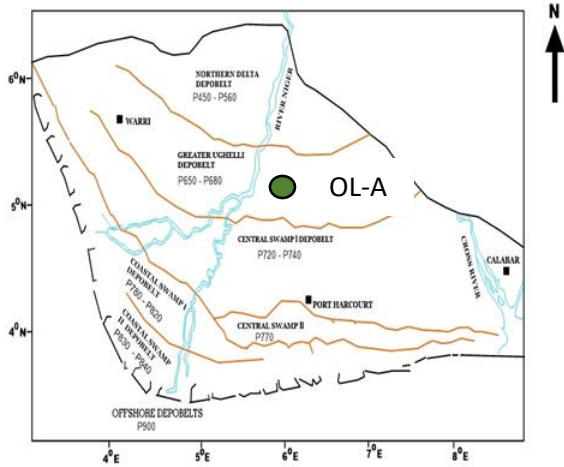 N
6°N
NORTHERN DELTA
DEPOBELT
P450 - P560
RIVER NIGER
WARRI
GREATER UGHELLI
DEPOBELT
P650 - P680
OL-A
5°N
CENTRAL SWAMP I DEPOBELT
P720 - P740
CROSS RIVER
CALABAR
COASTAL SWAMP I
DEPOBELT
P780 - P820
PORT HARCOURT
4°N
CENTRAL SWAMP II
P770
COASTAL SWAMP
II DEPOBELT
P830 - P840
OFFSHORE DEPOBELTS
P900
4°E
5°E
6°E
7°E
8°E